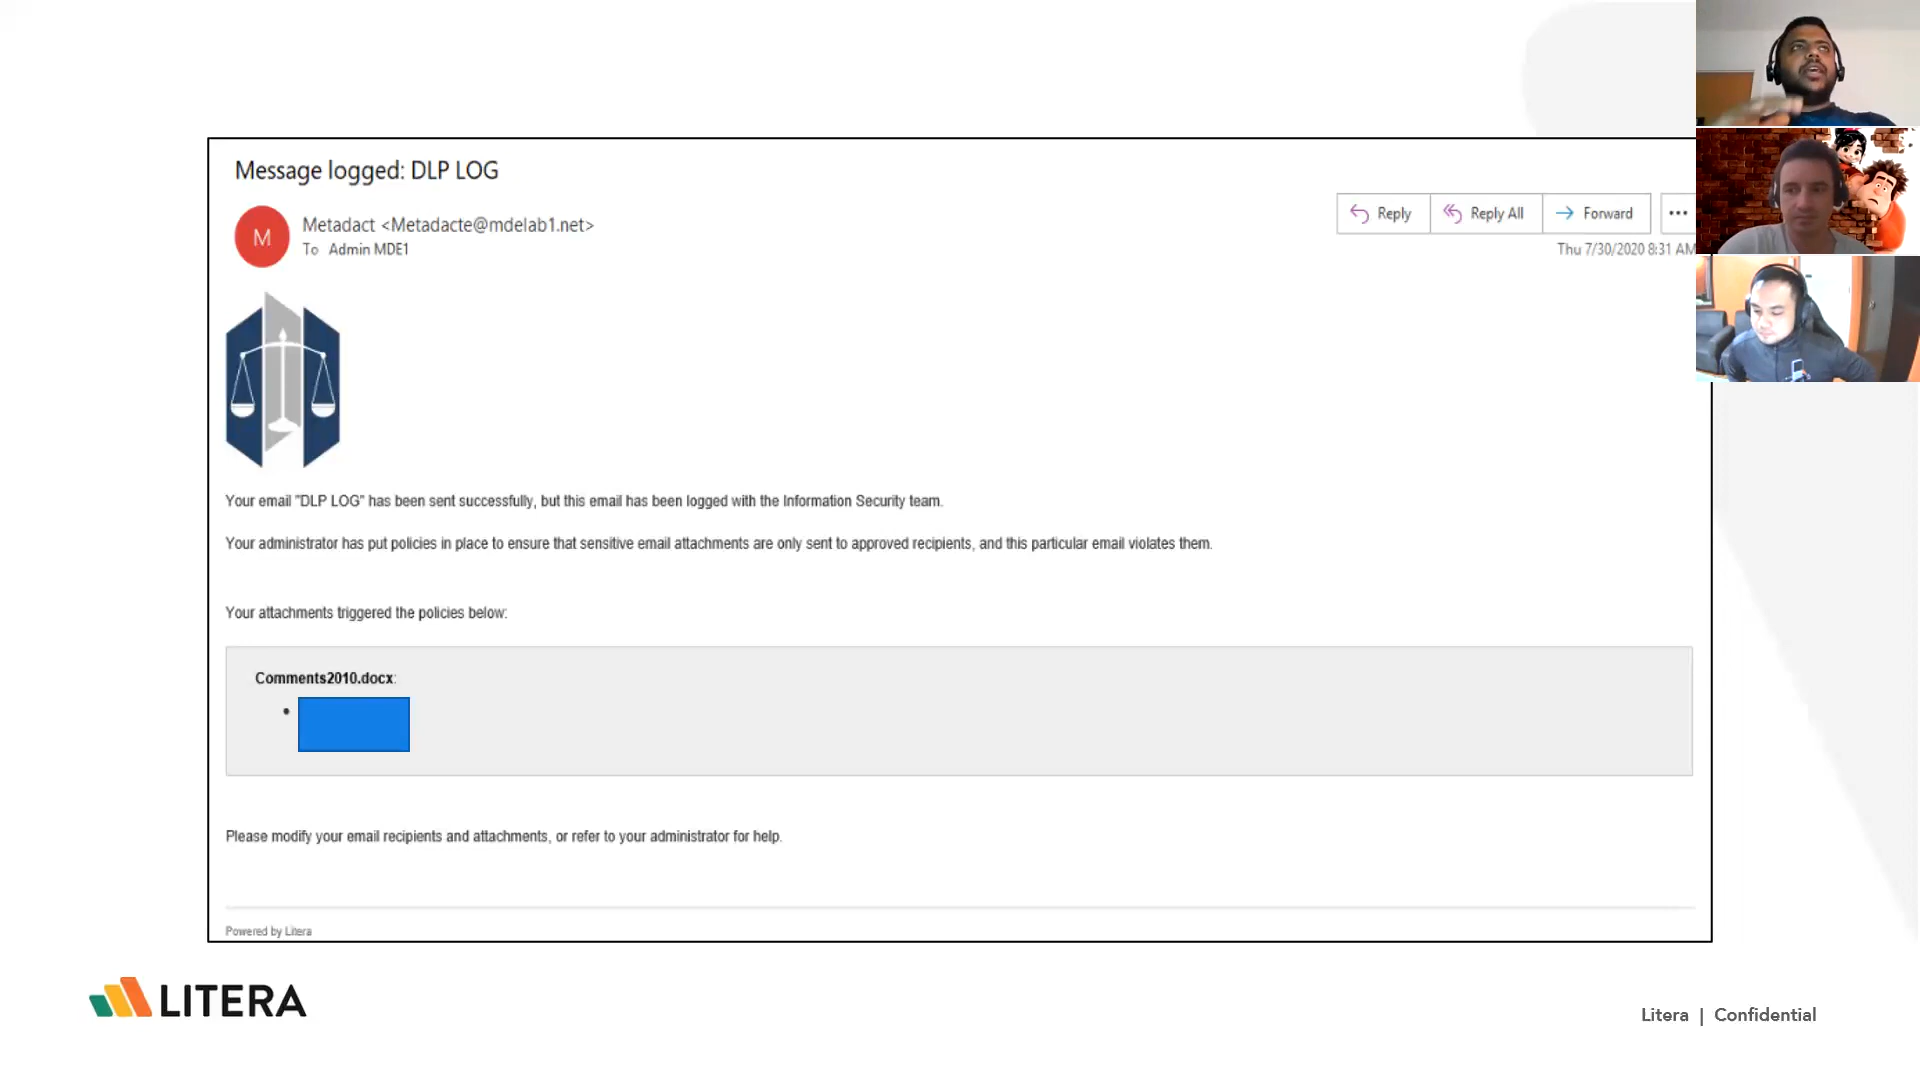 Message logged: DLP LOG
M
Metadact <Metadacte@mdelab1.net>
To Admin MDE1
Reply
Reply All
Forward
Thu 7/30/2020 8:31 AM
Your email "DLP LOG" has been sent successfully, but this email has been logged with the Information Security team.
Your administrator has put policies in place to ensure that sensitive email attachments are only sent to approved recipients, and this particular email violates them.
Your attachments triggered the policies below:
Comments2010.docx:
Please modify your email recipients and attachments, or refer to your administrator for help.
Powered by Litera
LITERA
Litera | Confidential